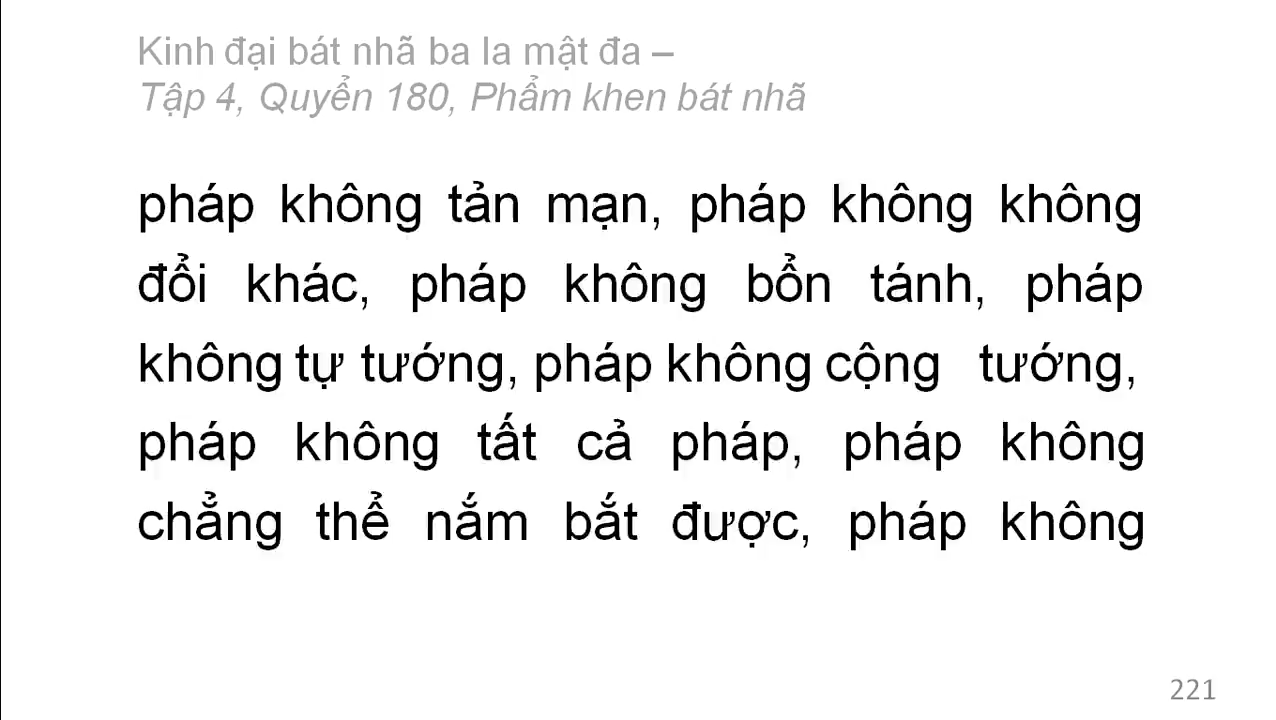 Kinh đại bát nhã ba la mật đa –
Tập 4, Quyển 180, Phẩm khen bát nhã
pháp không tản mạn, pháp không không
đổi khác, pháp không bổn tánh, pháp
không tự tướng, pháp không cộng tướng,
pháp không tất cả pháp, pháp không
chẳng thể nắm bắt được, pháp không
221